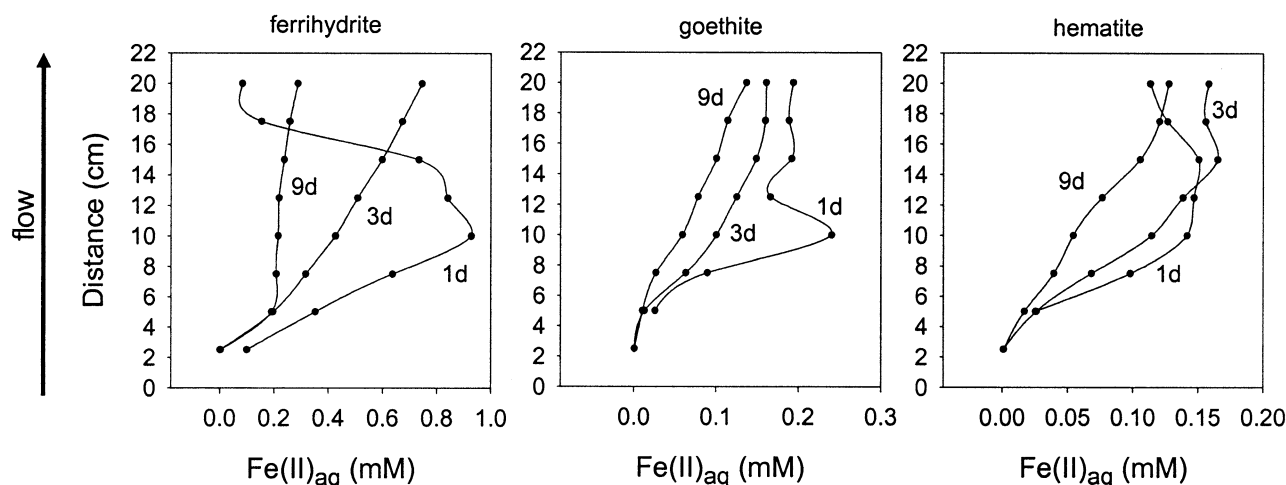 ferrihydrite
goethite
hematite
flow
Distance (cm)
22
20
18
16
14
12
10
8
6
4
2
0
9d
3d
1d
0.0 0.2 0.4 0.6 0.8 1.0
Fe(II)aq (mM)
22
20
18
16
14
12
10
8
6
4
2
0
9d
1d
3d
0.0 0.1 0.2 0.3
Fe(II)aq (mM)
22
20
18
16
14
12
10
8
6
4
2
0
3d
9d
1d
0.00 0.05 0.10 0.15 0.20
Fe(II)aq (mM)